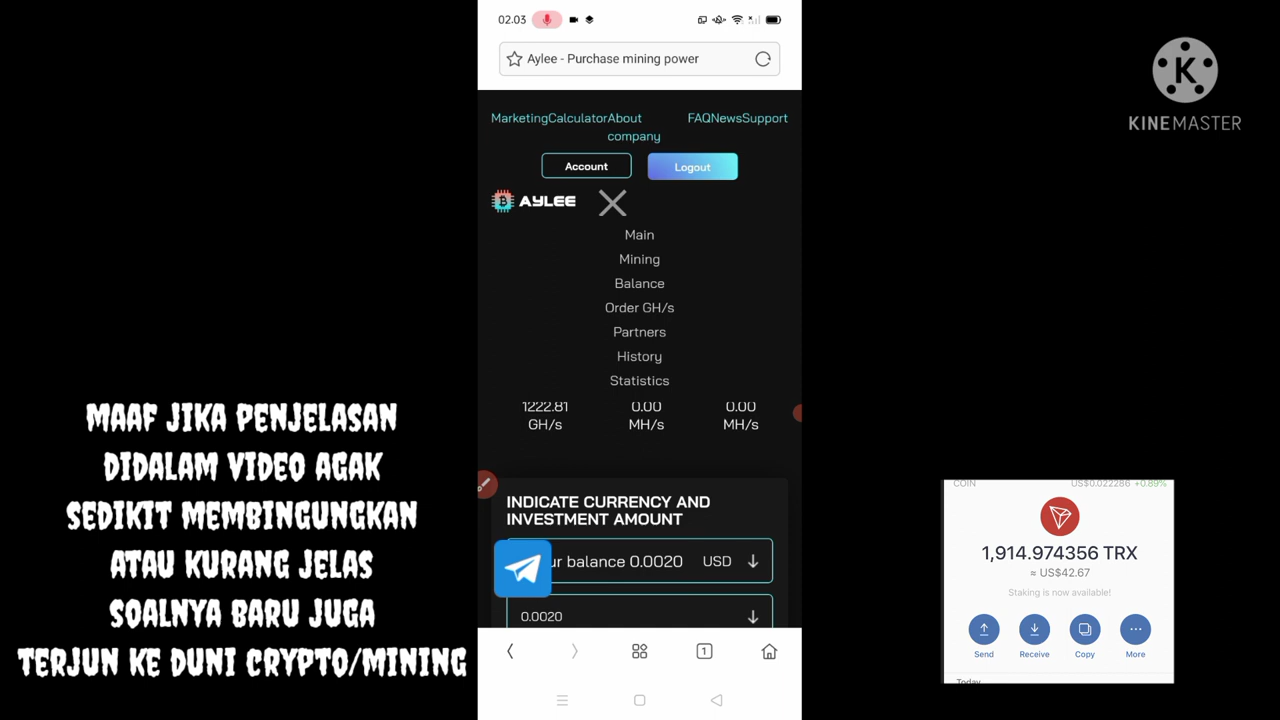 02.03
Aylee - Purchase mining power
MarketingCalculatorAbout
company
FAQNewsSupport
Account
Logout
AYLEE
Main
Mining
Balance
Order GH/s
Partners
History
Statistics
1222.81
GH/s
0.00
MH/s
0.00
MH/s
INDICATE CURRENCY AND
INVESTMENT AMOUNT
ur balance 0.0020 USD
0.0020
MAAF JIKA PENJELASAN
DIDALAM VIDEO AGAK
SEDIKIT MEMBINGUNGKAN
ATAU KURANG JELAS
SOALNYA BARU JUGA
TERJUN KE DUNI CRYPTO/MINING
K
KINEMASTER
COIN US$0.022286 +0.89%
1,914.974356 TRX
≈ US$42.67
Staking is now available!
Send
Receive
Copy
More
Today